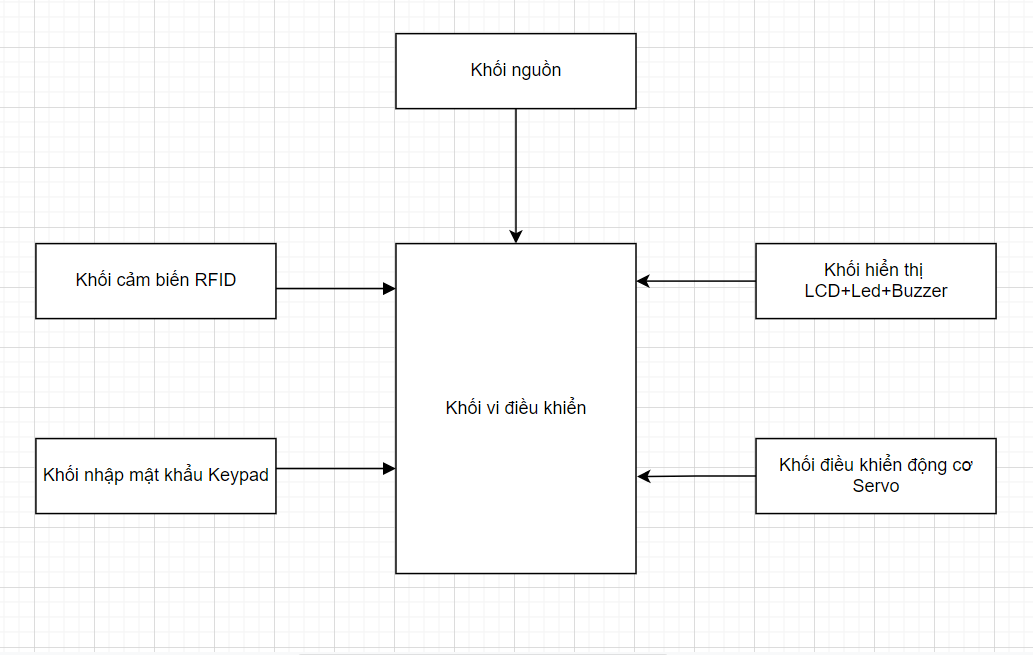 Khối nguồn
Khối cảm biến RFID
Khối hiển thị
LCD+Led+Buzzer
Khối vi điều khiển
Khối nhập mật khẩu Keypad
Khối điều khiển động cơ
Servo